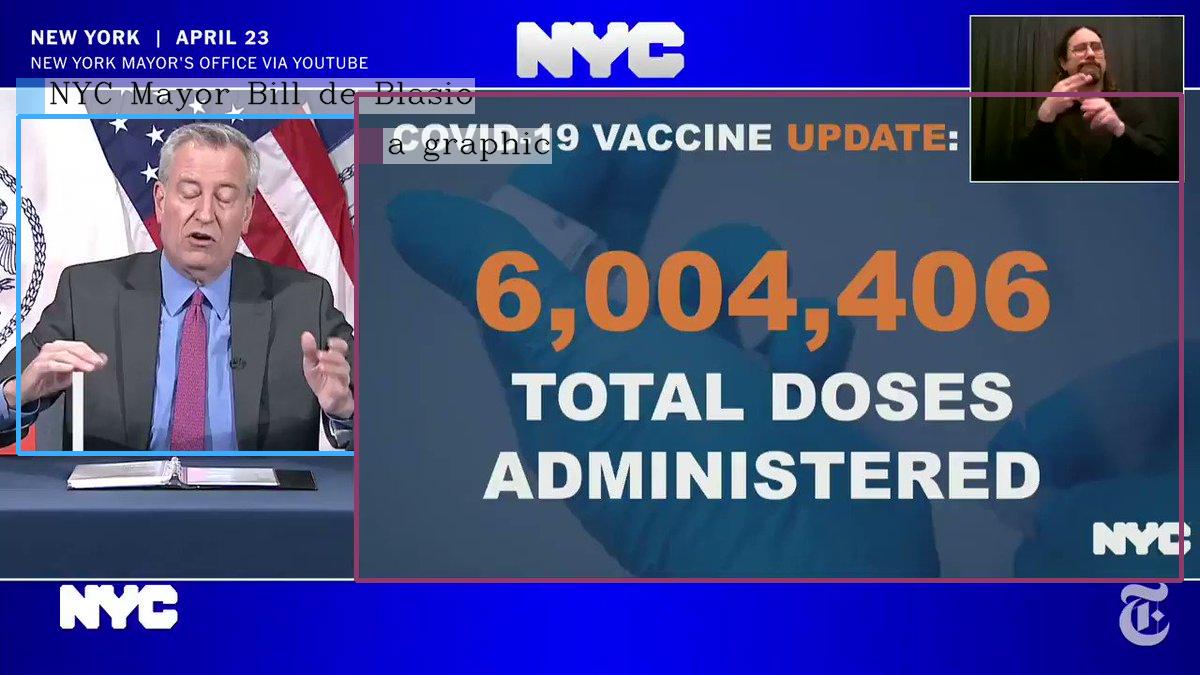 NEW YORK | APRIL 23
NEW YORK MAYOR'S OFFICE VIA YOUTUBE
NYC
NYC Mayor Bill de Blasio
COVID-19 VACCINE UPDATE:
a graphic
6,004,406
TOTAL DOSES
ADMINISTERED
NYC
NYC
T